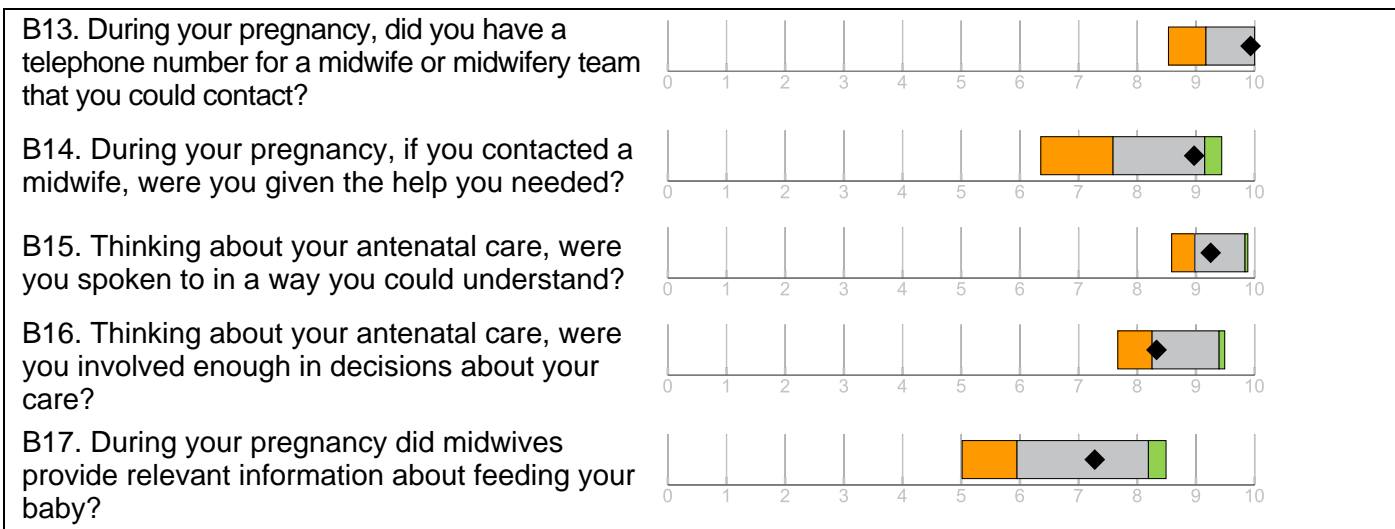 B13. During your pregnancy, did you have a
telephone number for a midwife or midwifery team
that you could contact?
0 1 2 3 4 5 6 7 8 9 10
B14. During your pregnancy, if you contacted a
midwife, were you given the help you needed?
0 1 2 3 4 5 6 7 8 9 10
B15. Thinking about your antenatal care, were
you spoken to in a way you could understand?
0 1 2 3 4 5 6 7 8 9 10
B16. Thinking about your antenatal care, were
you involved enough in decisions about your
care?
0 1 2 3 4 5 6 7 8 9 10
B17. During your pregnancy did midwives
provide relevant information about feeding your
baby?
0 1 2 3 4 5 6 7 8 9 10